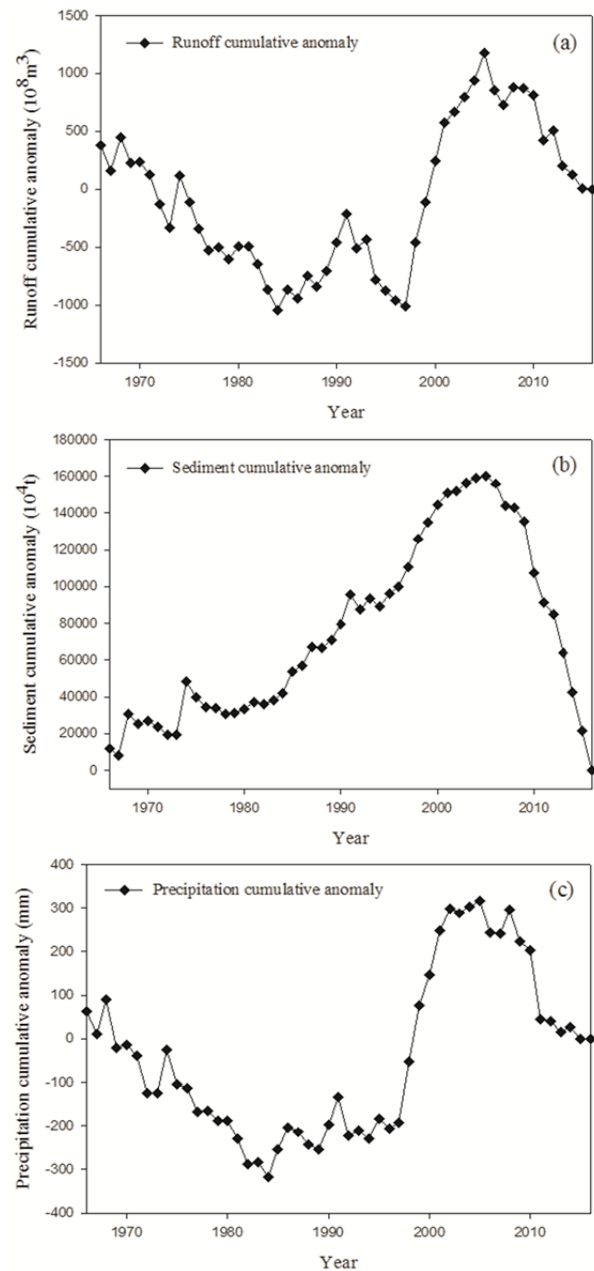 (a)
Runoff cumulative anomaly
Runoff cumulative anomaly (10⁸m³)
1500
1000
500
0
-500
-1000
-1500
1970 1980 1990 2000 2010
Year
(b)
Sediment cumulative anomaly
Sediment cumulative anomaly (10⁴t)
180000
160000
140000
120000
100000
80000
60000
40000
20000
0
1970 1980 1990 2000 2010
Year
(c)
Precipitation cumulative anomaly
Precipitation cumulative anomaly (mm)
400
300
200
100
0
-100
-200
-300
-400
1970 1980 1990 2000 2010
Year